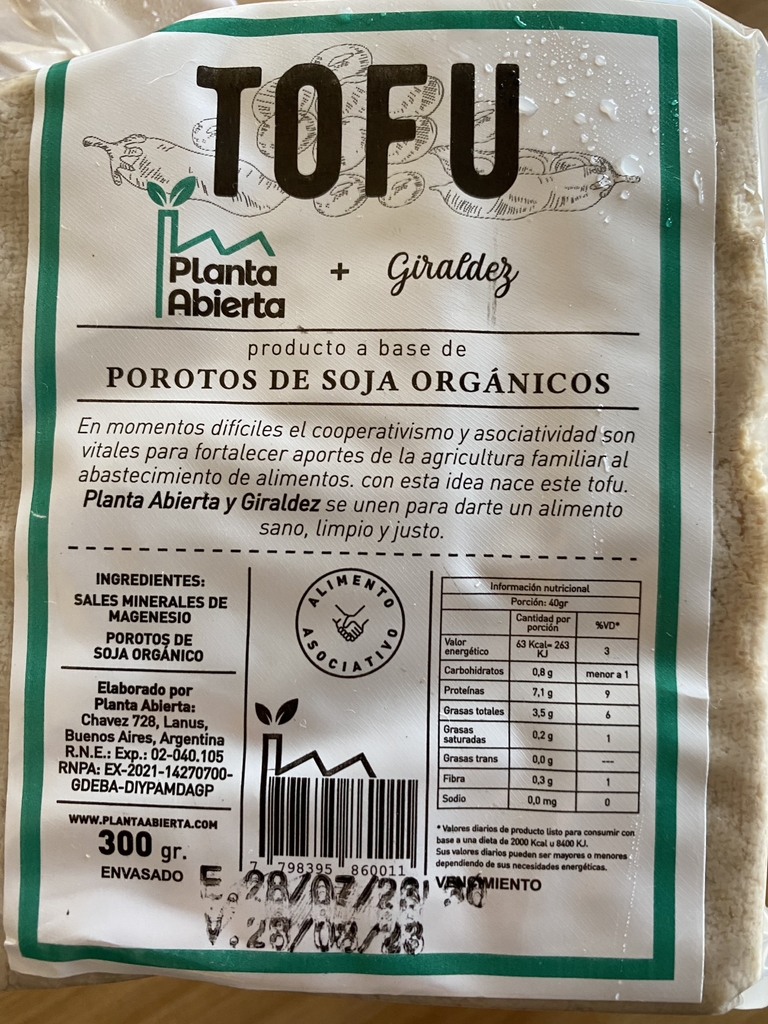 TOFU
Planta
Abierta
+
Giraldez
producto a base de
POROTOS DE SOJA ORGÁNICOS
En momentos difíciles el cooperativismo y asociatividad son
vitales para fortalecer aportes de la agricultura familiar al
abastecimiento de alimentos. con esta idea nace este tofu.
Planta Abierta y Giraldez se unen para darte un alimento
sano, limpio y justo.
INGREDIENTES:
SALES MINERALES DE
MAGENESIO
POROTOS DE
SOJA ORGÁNICO
Elaborado por
Planta Abierta:
Chavez 728, Lanus,
Buenos Aires, Argentina
R.N.E.: Exp.: 02-040.105
RNPA: EX-2021-14270700-
GDEBA-DIYPAMDAGP
WWW.PLANTAABIERTA.COM
300 gr.
ENVASADO
ALIMENTO
ASOCIATIVO
7 798395 860011
Información nutricional
Porción: 40gr
Cantidad por
porción
%VD*
Valor
energético
63 Kcal= 263
KJ
3
Carbohidratos 0,8 g menor a 1
Proteínas 7,1 g 9
Grasas totales 3,5 g 6
Grasas
saturadas
0,2 g
1
Grasas trans 0,0 g ---
Fibra 0,3 g 1
Sodio 0,0 mg 0
* Valores diarios de producto listo para consumir con
base a una dieta de 2000 Kcal u 8400 KJ.
Sus valores diarios pueden ser mayores o menores
dependiendo de sus necesidades energéticas.
VENCIMIENTO
E. 28/07/23